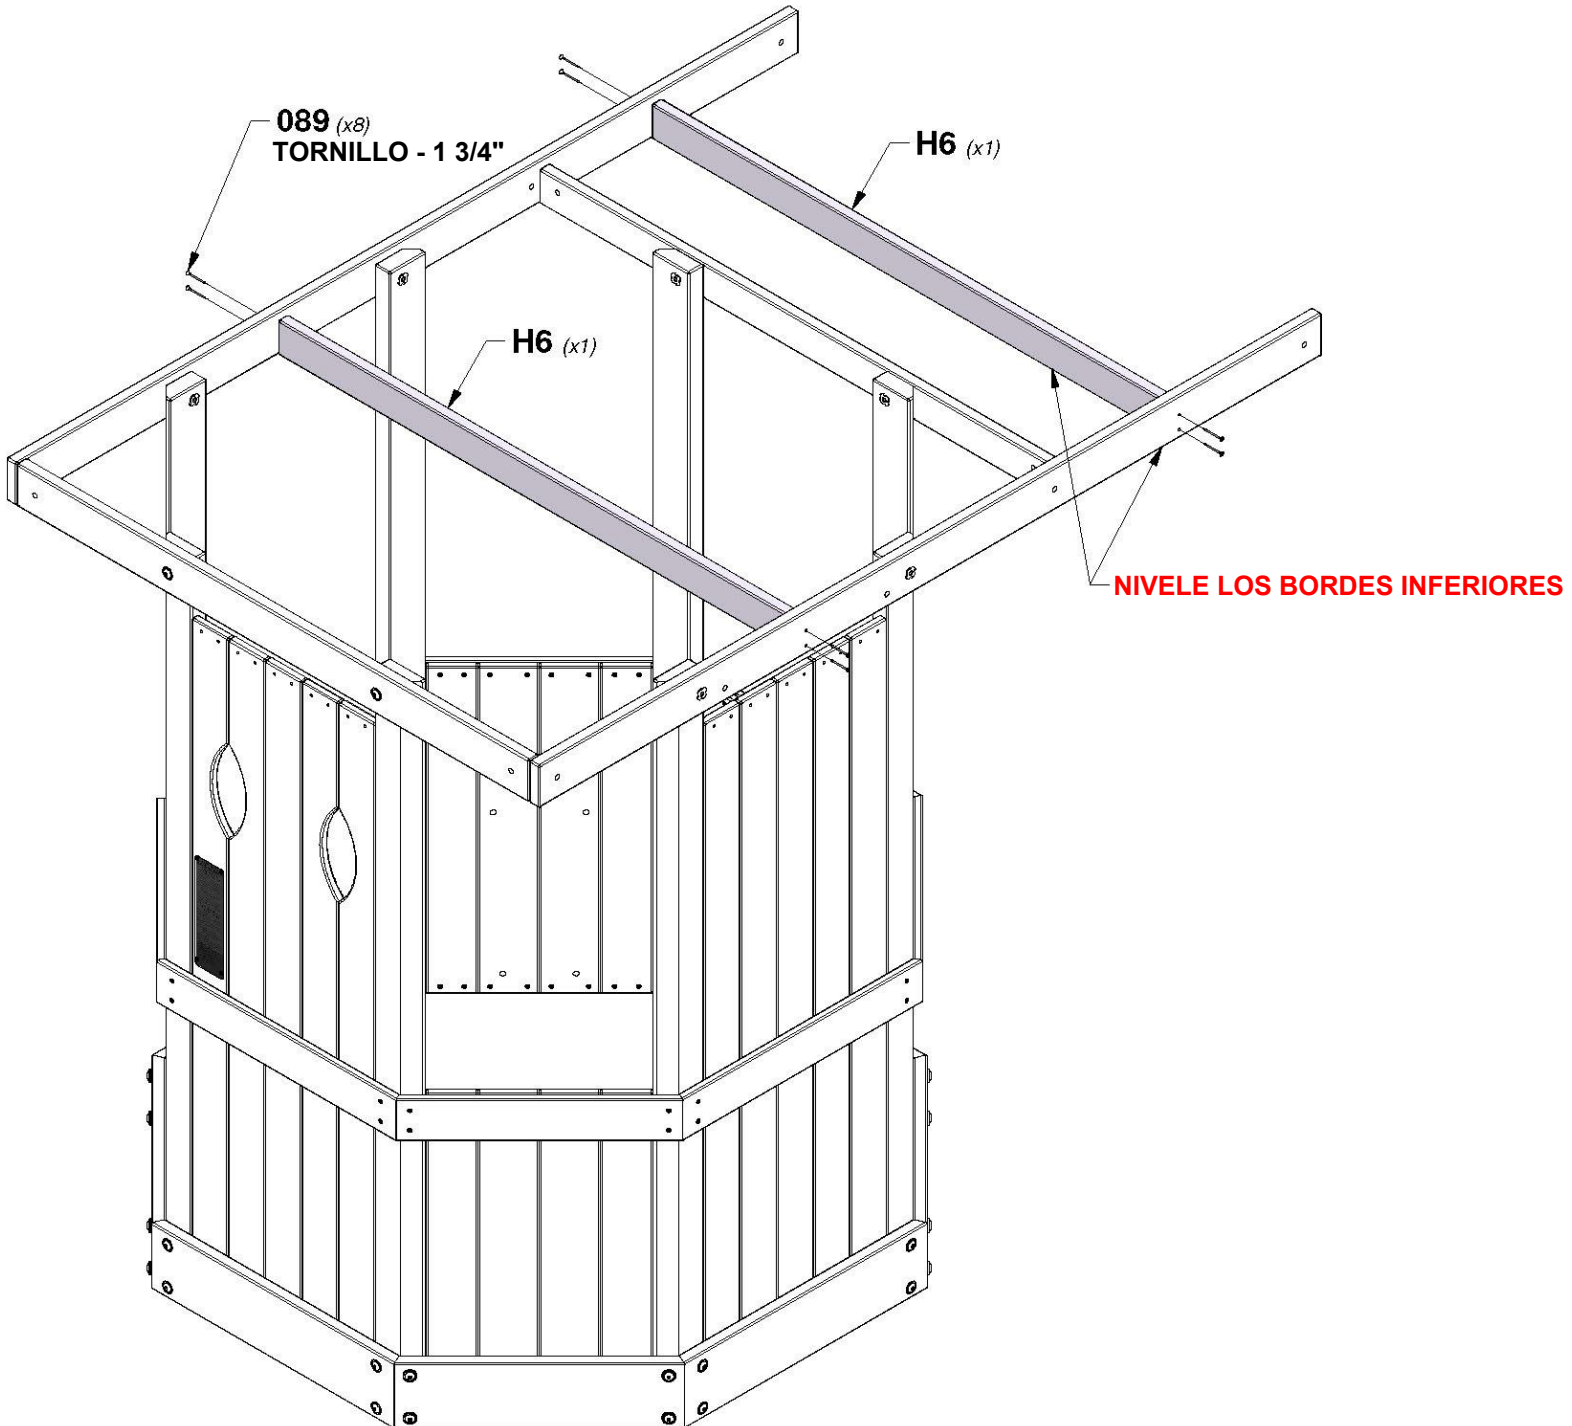 089 (x8)
TORNILLO - 1 3/4"
H6 (x1)
H6 (x1)
NIVELE LOS BORDES INFERIORES